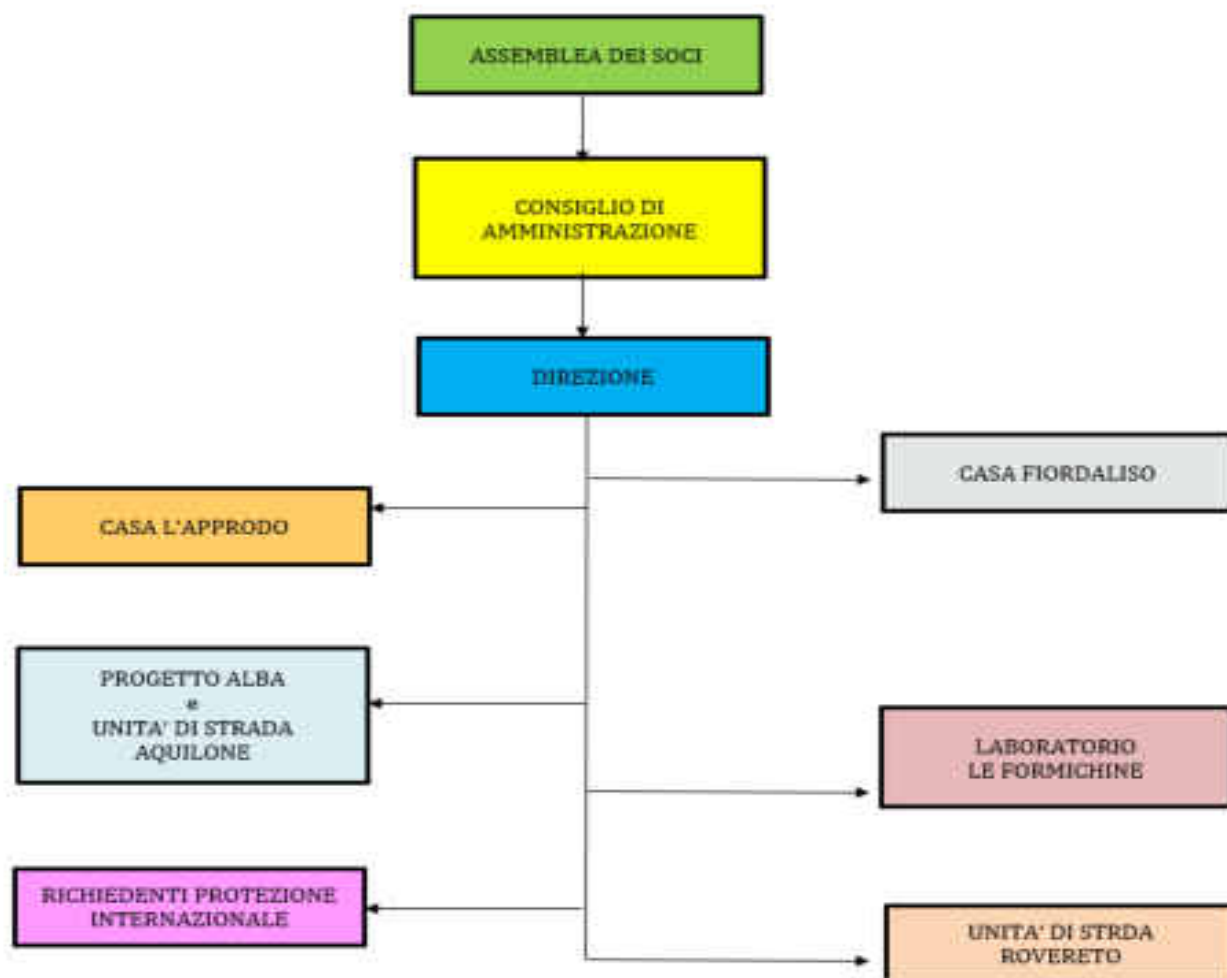 ASSEMBLEA DEI SOCI
CONSIGLIO DI
AMMINISTRAZIONE
DIREZIONE
CASA FIORDALISO
CASA L'APPRODO
PROGETTO ALBA
e
UNITA' DI STRADA
AQUILONE
LABORATORIO
LE FORMICHINE
RICHIEDENTI PROTEZIONE
INTERNAZIONALE
UNITA' DI STRDA
ROVERETO